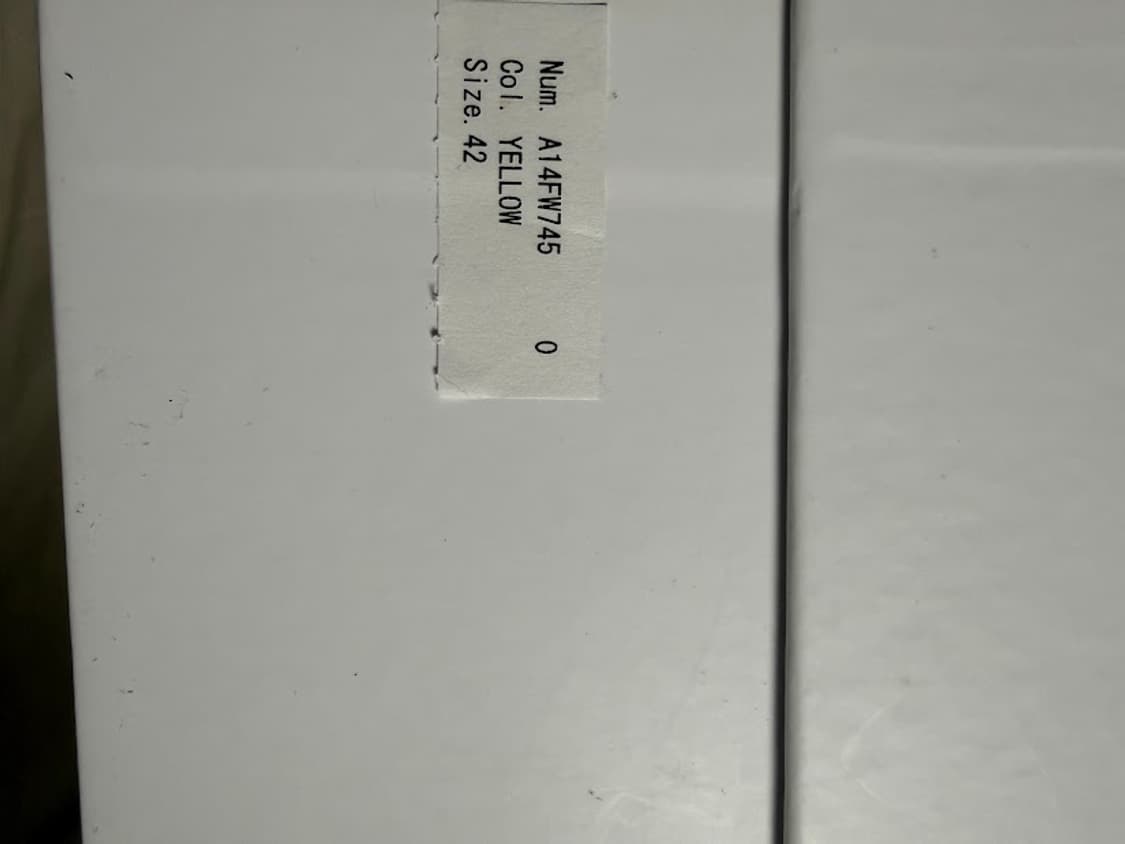 Num. A14FW745 0
Col. YELLOW
Size. 42